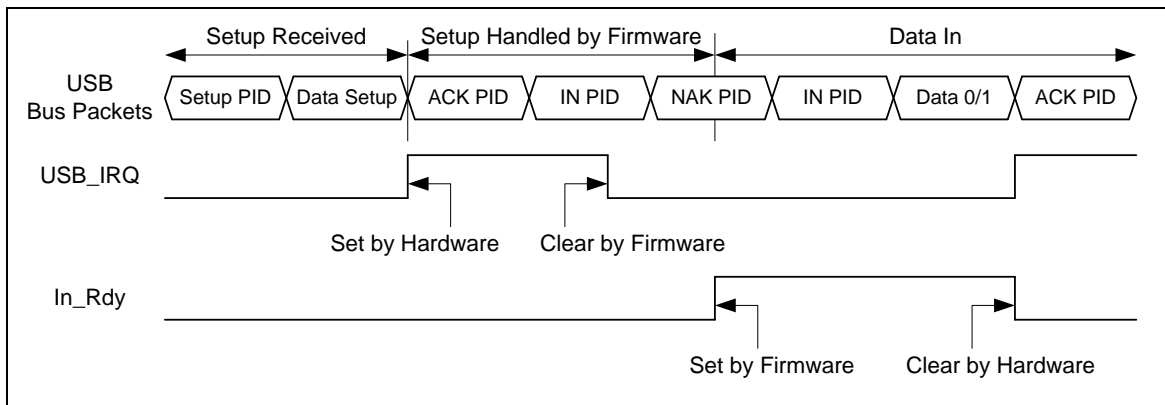 Setup Received Setup Handled by Firmware Data In
USB
Bus Packets
Setup PID Data Setup ACK PID IN PID NAK PID IN PID Data 0/1 ACK PID
USB_IRQ
Set by Hardware Clear by Firmware
In_Rdy
Set by Firmware Clear by Hardware